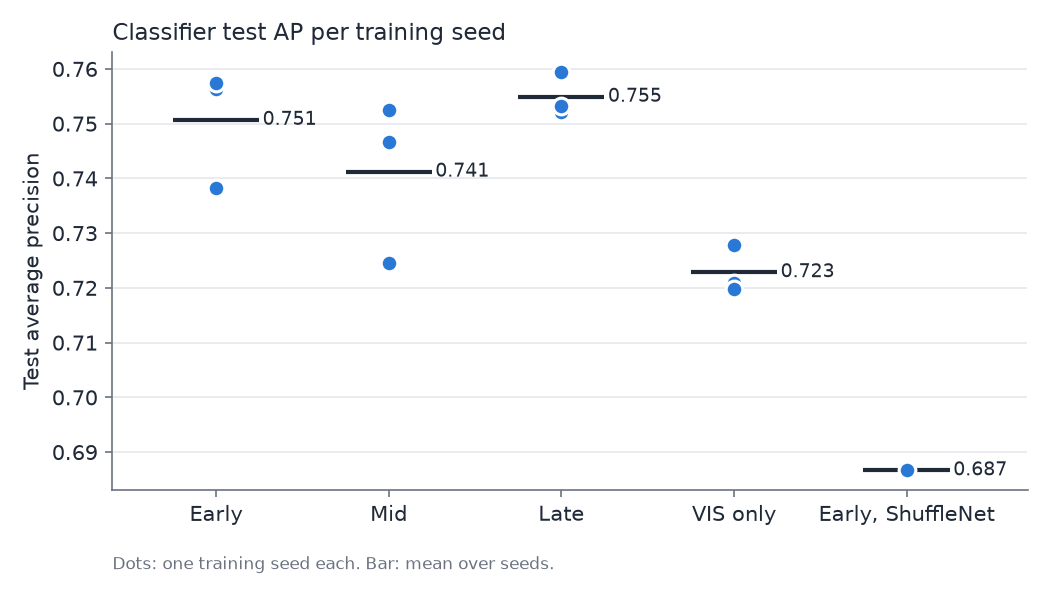 Classifier test AP per training seed
Test average precision
0.76
0.75
0.74
0.73
0.72
0.71
0.70
0.69
0.751
0.741
0.755
0.723
0.687
Early
Mid
Late
VIS only
Early, ShuffleNet
Dots: one training seed each. Bar: mean over seeds.